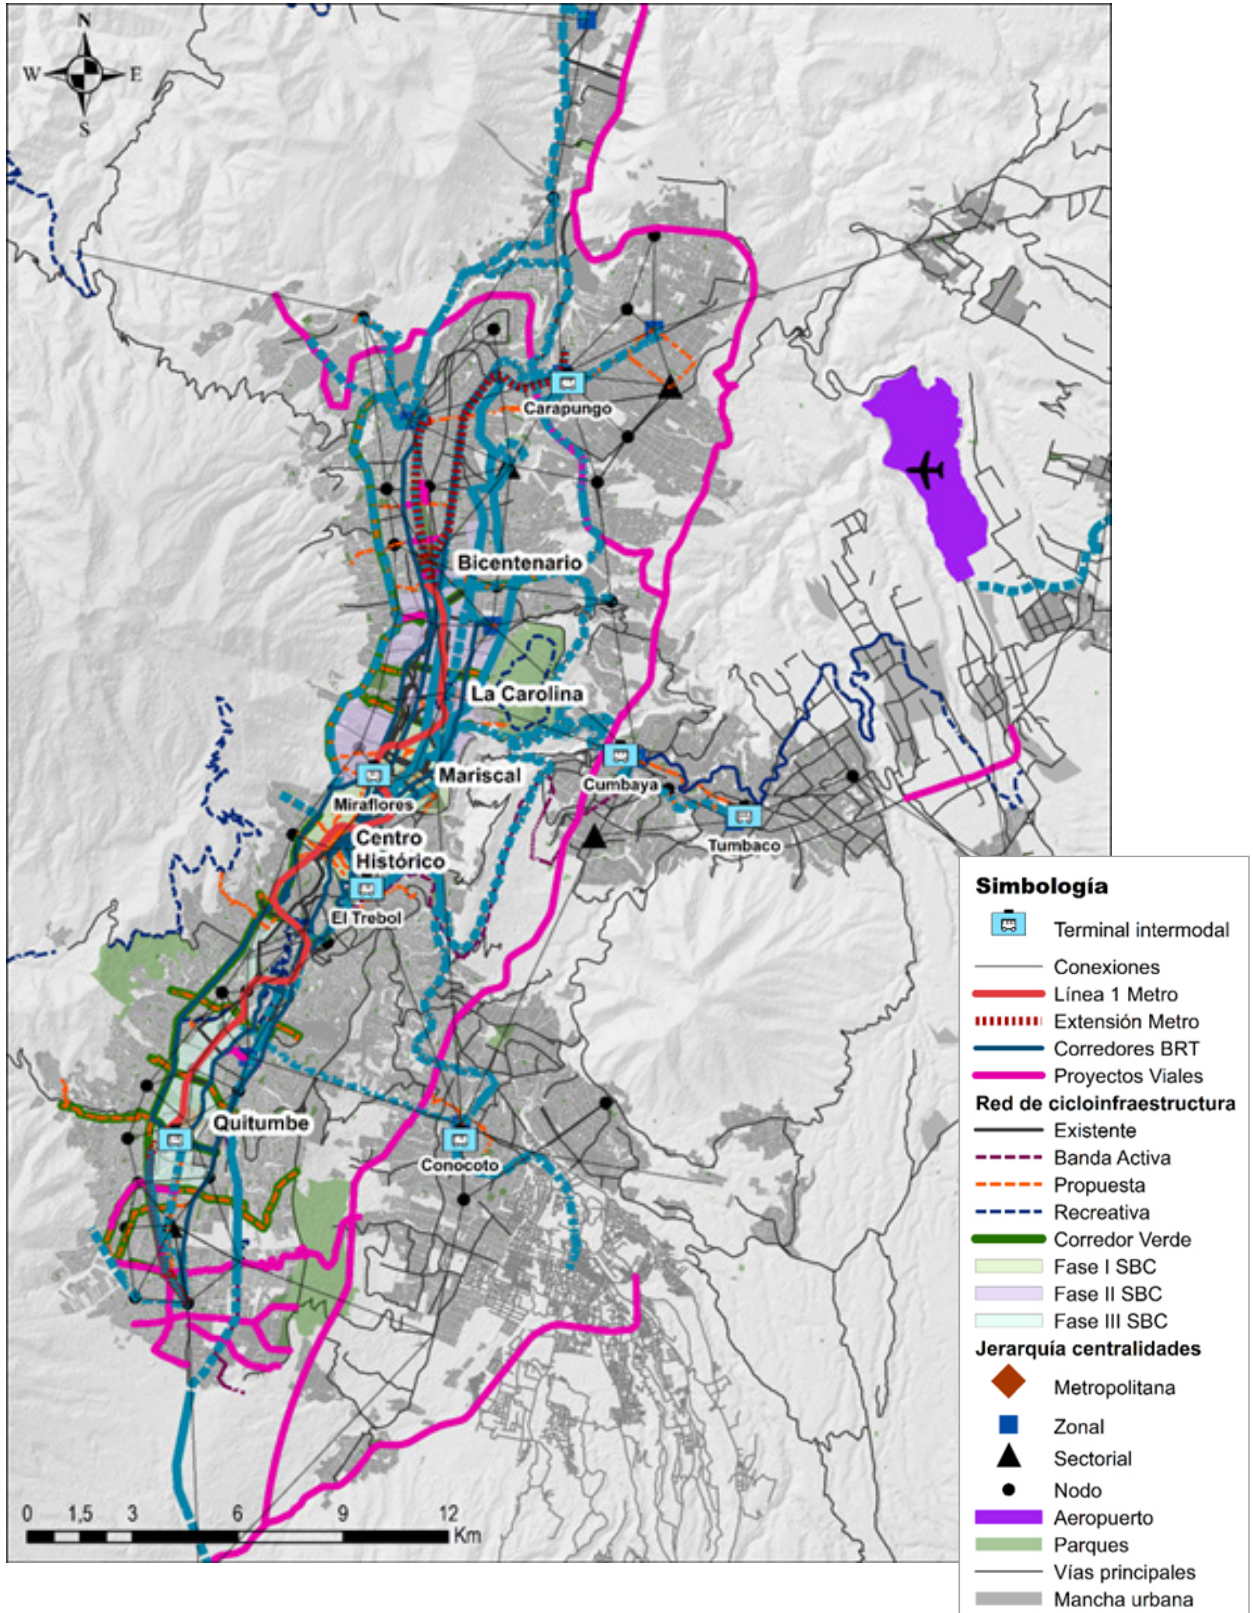 N
W E
S
Carapungo
Bicentenario
La Carolina
Mariscal
Cumbaya
Miraflores
Tumbaco
Centro
Histórico
El Trebol
Quitumbe
Conocoto
0 1,5 3 6 9 12
Km
Simbología
Terminal intermodal
Conexiones
Línea 1 Metro
Extensión Metro
Corredores BRT
Proyectos Viales
Red de cicloinfraestructura
Existente
Banda Activa
Propuesta
Recreativa
Corredor Verde
Fase I SBC
Fase II SBC
Fase III SBC
Jerarquía centralidades
Metropolitana
Zonal
Sectorial
Nodo
Aeropuerto
Parques
Vías principales
Mancha urbana